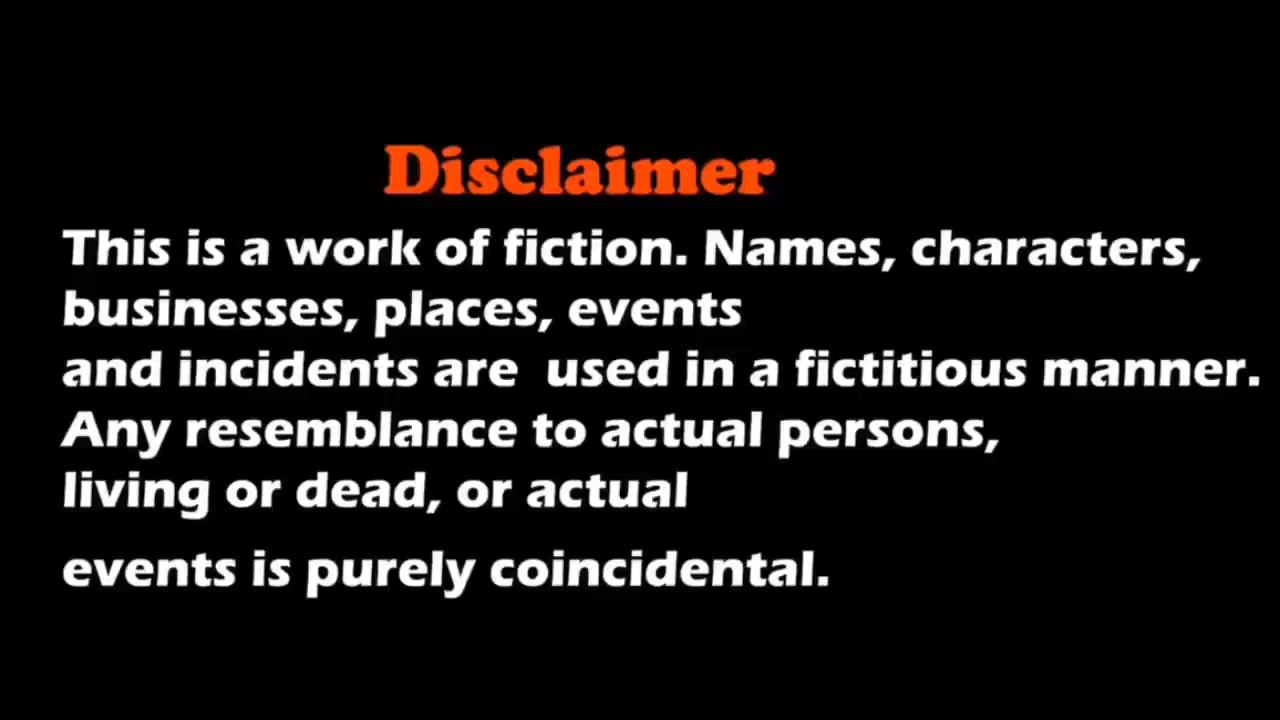 Disclaimer
This is a work of fiction. Names, characters,
businesses, places, events
and incidents are  used in a fictitious manner.
Any resemblance to actual persons,
living or dead, or actual
events is purely coincidental.